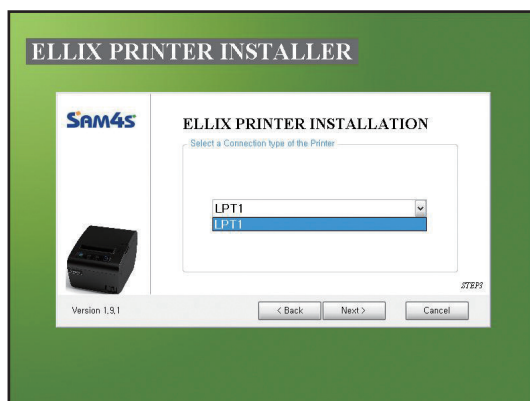 ELLIX PRINTER INSTALLER
SAM4S
ELLIX PRINTER INSTALLATION
Select a Connection type of the Printer
LPT1
LPT1
STEP3
Version 1,9,1
< Back
Next >
Cancel